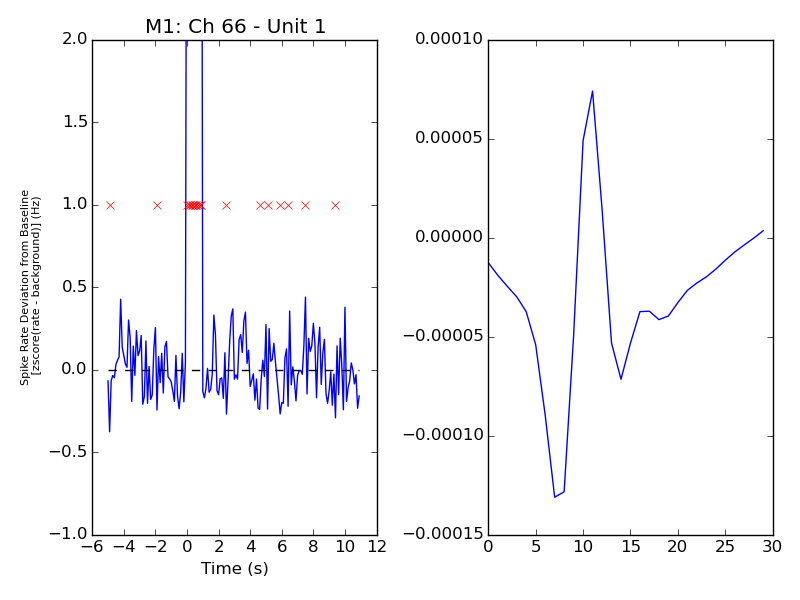 M1: Ch 66 - Unit 1
Spike Rate Deviation from Baseline
[zscore(rate - background)] (Hz)
2.0
1.5
1.0
0.5
0.0
−0.5
−1.0
−6 −4 −2 0 2 4 6 8 10 12
Time (s)
0.00010
0.00005
0.00000
−0.00005
−0.00010
−0.00015
0 5 10 15 20 25 30